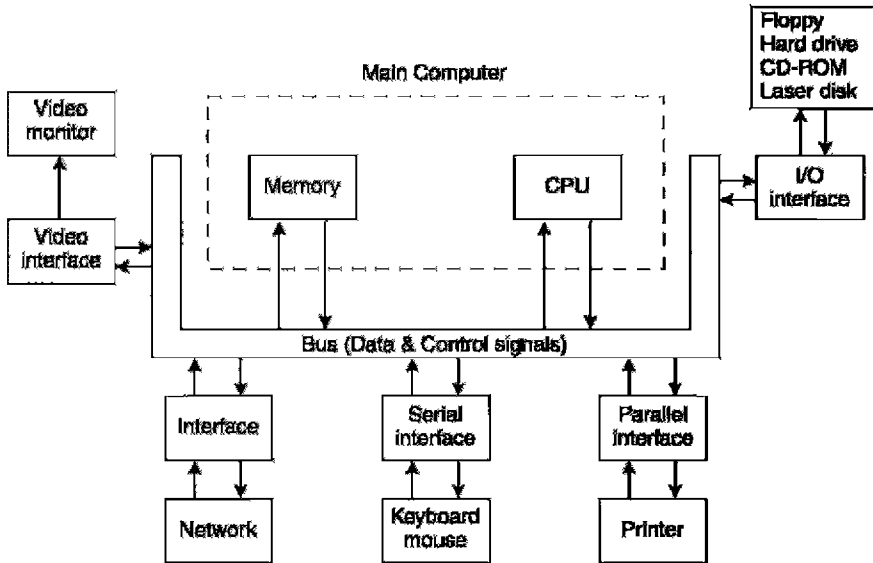 Main Computer
Floppy
Hard drive
CD-ROM
Laser disk
Video
monitor
Memory
CPU
I/O
interface
Video
interface
Bus (Data & Control signals)
Interface
Serial
interface
Parallel
interface
Network
Keyboard
mouse
Printer